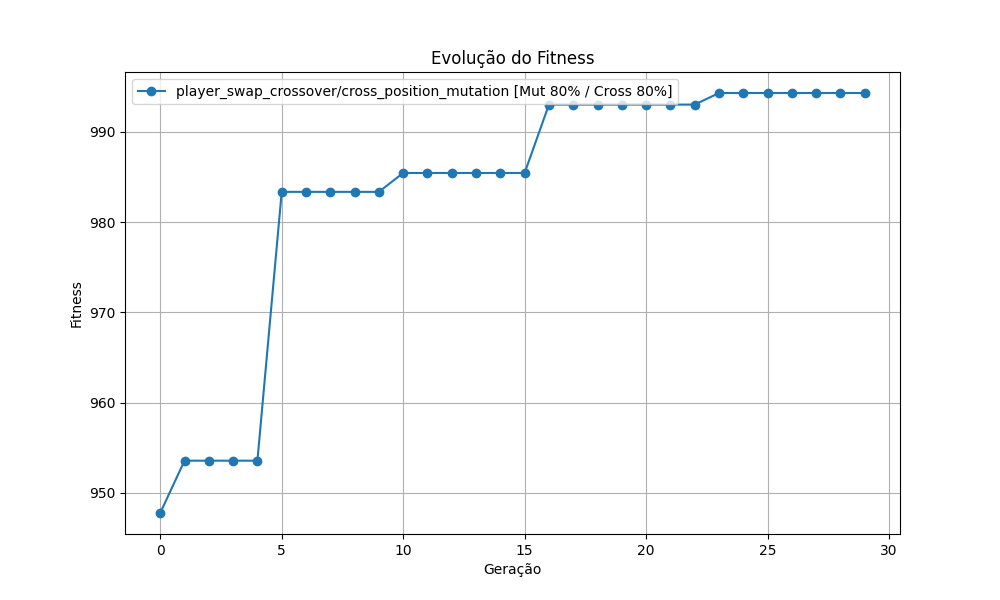 Evolução do Fitness
player_swap_crossover/cross_position_mutation [Mut 80% / Cross 80%]
990
980
970
960
950
Fitness
0 5 10 15 20 25 30
Geração